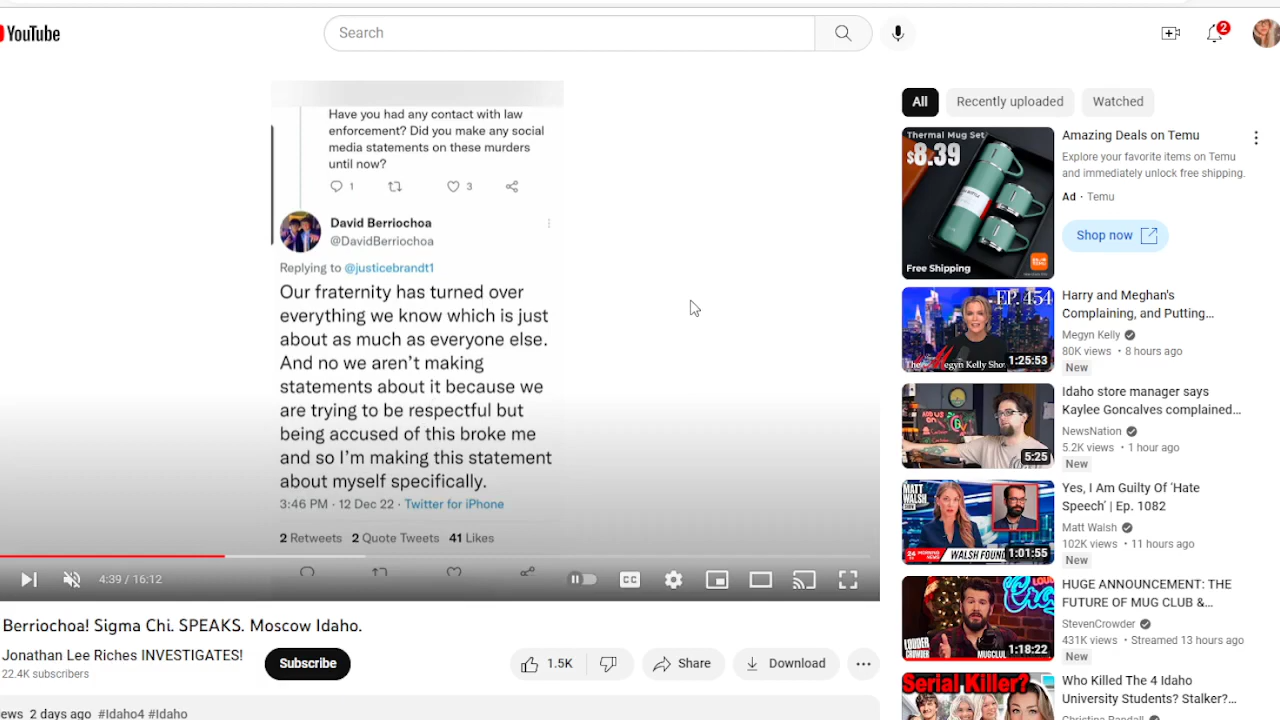 YouTube
Search
2
Have you had any contact with law
enforcement? Did you make any social
media statements on these murders
until now?
1
3
David Berriochoa
@DavidBerriochoa
Replying to @justicebrandt1
Our fraternity has turned over
everything we know which is just
about as much as everyone else.
And no we aren't making
statements about it because we
are trying to be respectful but
being accused of this broke me
and so I'm making this statement
about myself specifically.
3:46 PM · 12 Dec 22 · Twitter for iPhone
2 Retweets 2 Quote Tweets 41 Likes
4:39 / 16:12
CC
Berriochoa! Sigma Chi. SPEAKS. Moscow Idaho.
Jonathan Lee Riches INVESTIGATES!
22.4K subscribers
Subscribe
1.5K
Share
Download
2 days ago #Idaho4 #Idaho
All
Recently uploaded
Watched
Thermal Mug Set
$8.39
Free Shipping
Amazing Deals on Temu
Explore your favorite items on Temu
and immediately unlock free shipping.
Ad · Temu
Shop now
EP. 454
The Megyn Kelly Show
1:25:53
Harry and Meghan's
Complaining, and Putting...
Megyn Kelly
80K views · 8 hours ago
New
5:25
Idaho store manager says
Kaylee Goncalves complained...
NewsNation
5.2K views · 1 hour ago
New
MATT
WALSH
WALSH FOUND
1:01:55
Yes, I Am Guilty Of 'Hate
Speech' | Ep. 1082
Matt Walsh
102K views · 11 hours ago
New
LOUDER
CROWDER
1:18:22
HUGE ANNOUNCEMENT: THE
FUTURE OF MUG CLUB &...
StevenCrowder
431K views · Streamed 13 hours ago
New
Serial Killer?
Who Killed The 4 Idaho
University Students? Stalker?...